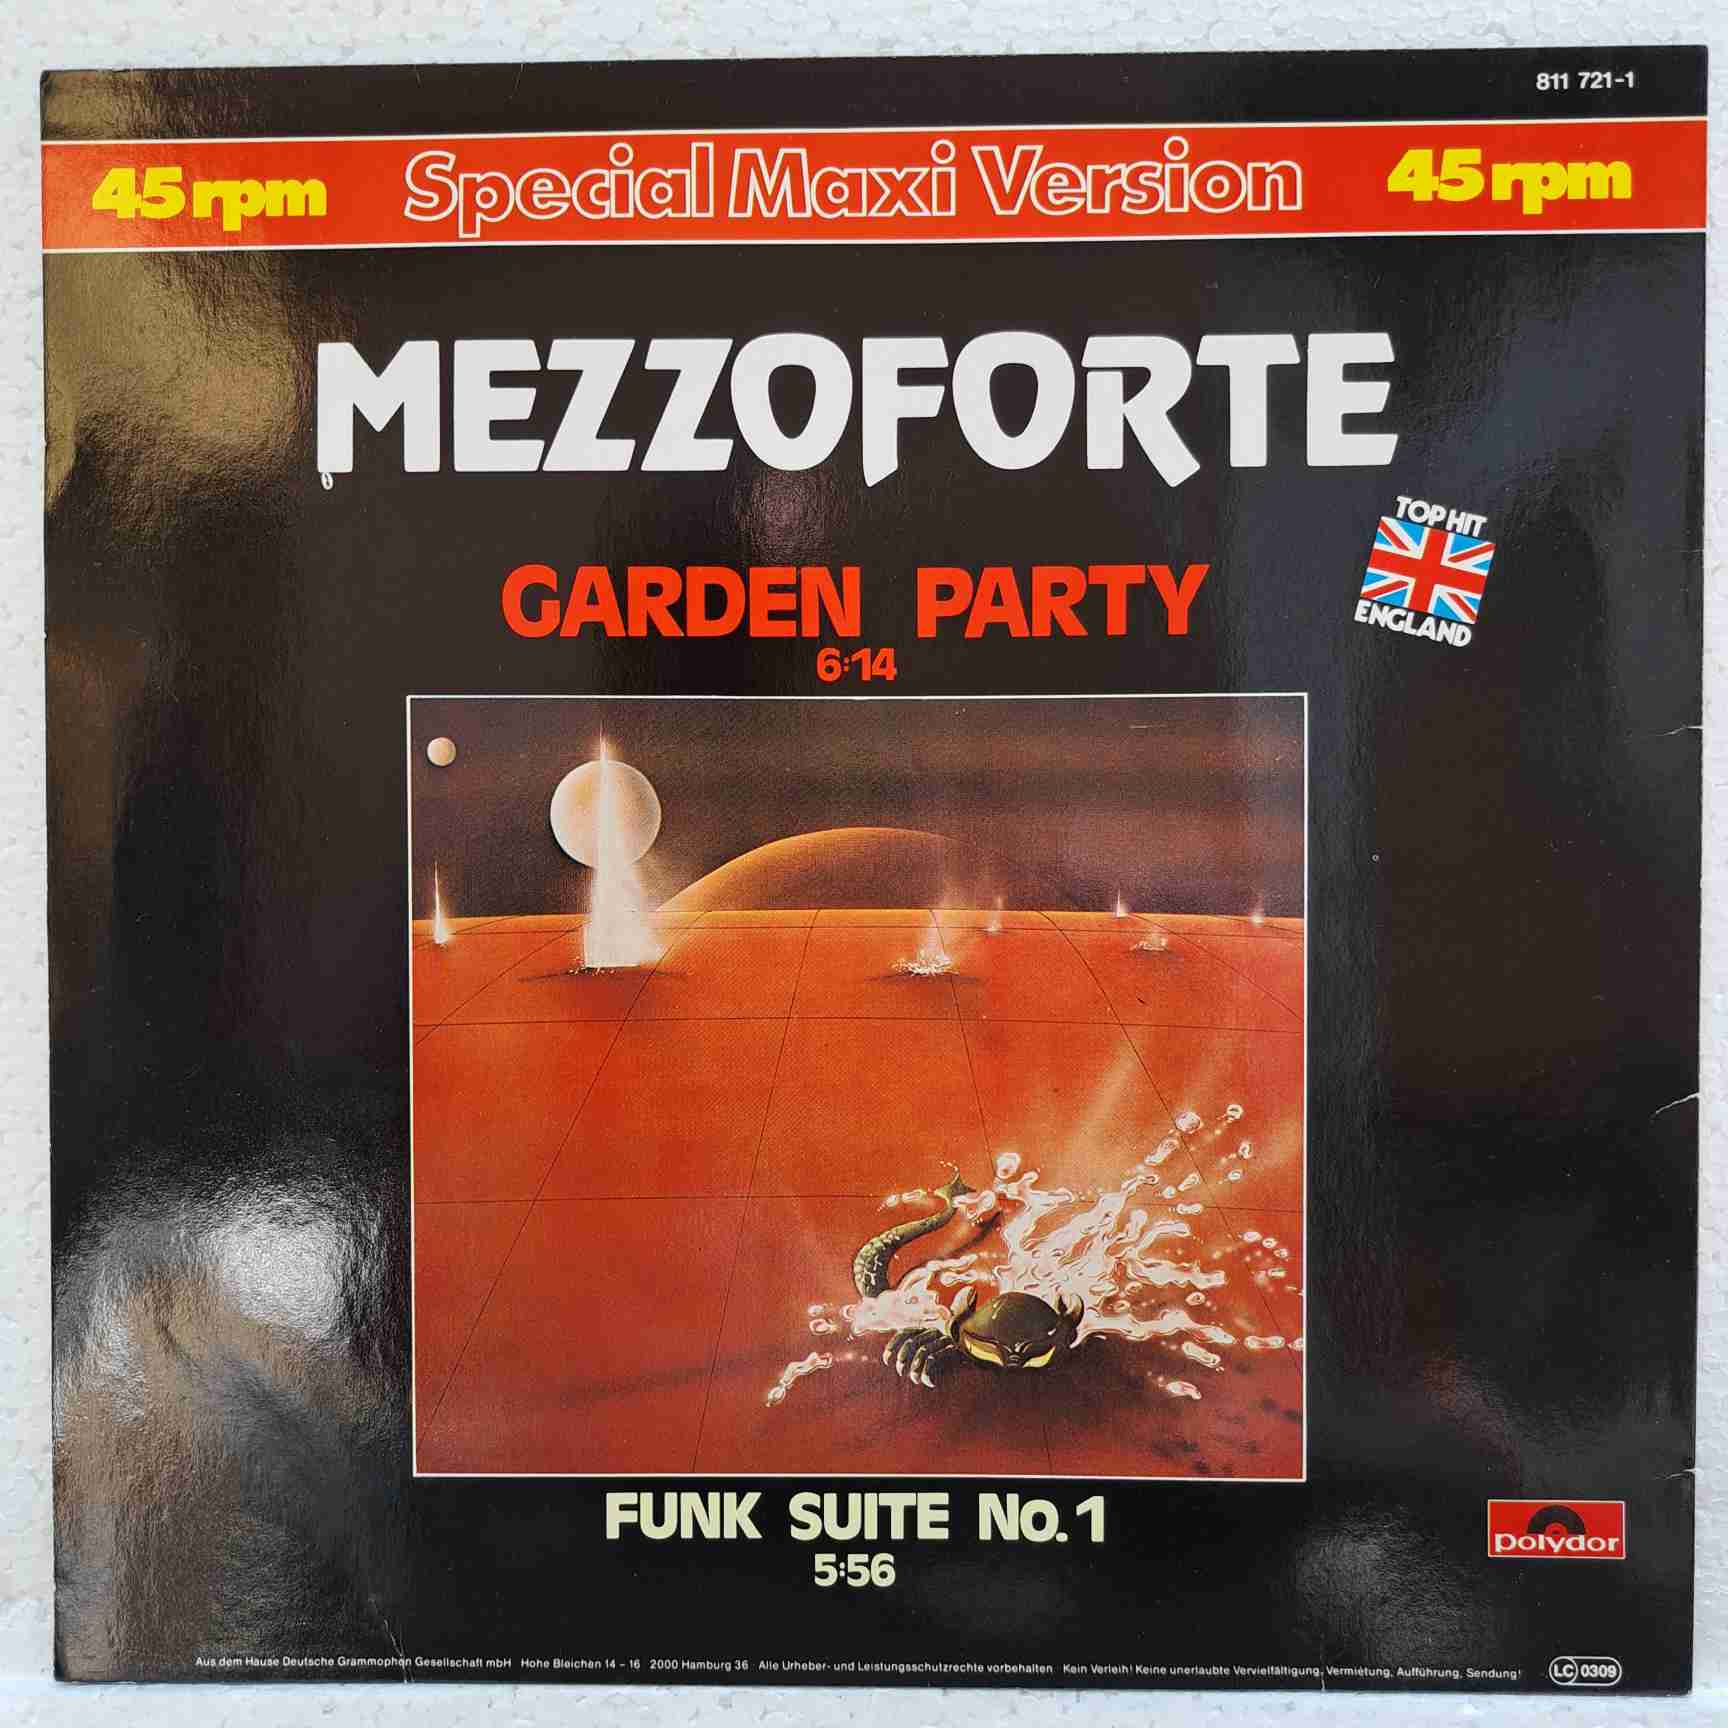 811 721-1
45 rpm Special Maxi Version 45 rpm
MEZZOFORTE
TOP HIT
ENGLAND
GARDEN PARTY
6:14
FUNK SUITE No. 1
5:56
polydor
Aus dem Hause Deutsche Grammophon Gesellschaft mbH Hohe Bleichen 14 - 16 2000 Hamburg 36 · Alle Urheber- und Leistungsschutzrechte vorbehalten Kein Verleih! Keine unerlaubte Vervielfältigung, Vermietung, Aufführung, Sendung!
LC 0309